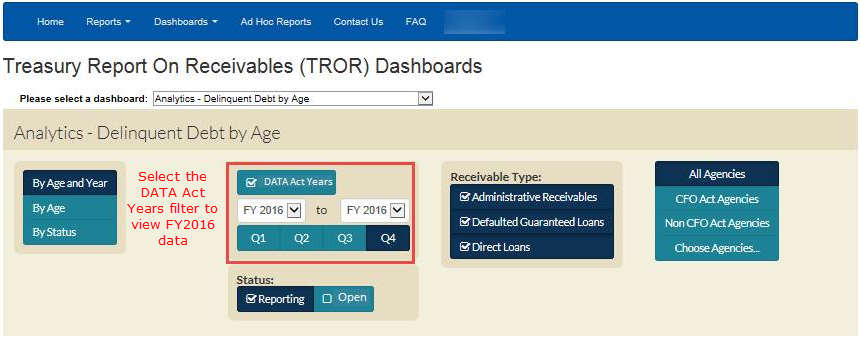 Home Reports Dashboards Ad Hoc Reports Contact Us FAQ
Treasury Report On Receivables (TROR) Dashboards
Please select a dashboard: Analytics - Delinquent Debt by Age
Analytics - Delinquent Debt by Age
By Age and Year
By Age
By Status
Select the
DATA Act
Years filter to
view FY2016
data
DATA Act Years
FY 2016 to FY 2016
Q1 Q2 Q3 Q4
Status:
Reporting Open
Receivable Type:
Administrative Receivables
Defaulted Guaranteed Loans
Direct Loans
All Agencies
CFO Act Agencies
Non CFO Act Agencies
Choose Agencies...